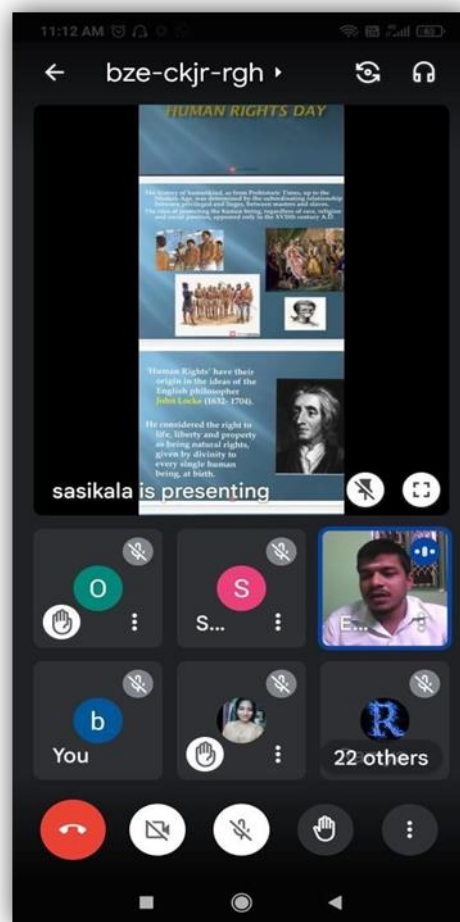 11:12 AM
60
bze-ckjr-rgh
HUMAN RIGHTS DAY
The history of humankind, as from Prehistoric Times, up to the
Modern Age, was determined by the subordinating relationship
between privileged and lieges, between masters and slaves.
The idea of protecting the human being, regardless of race, religion
and social position, appeared only in the XVIIth century A.D.
'Human Rights' have their
origin in the ideas of the
English philosopher
John Locke (1632- 1704).
He considered the right to
life, liberty and property
as being natural rights,
given by divinity to
every single human
being, at birth.
sasikala is presenting
O
S
S...
E...
b
You
R
22 others